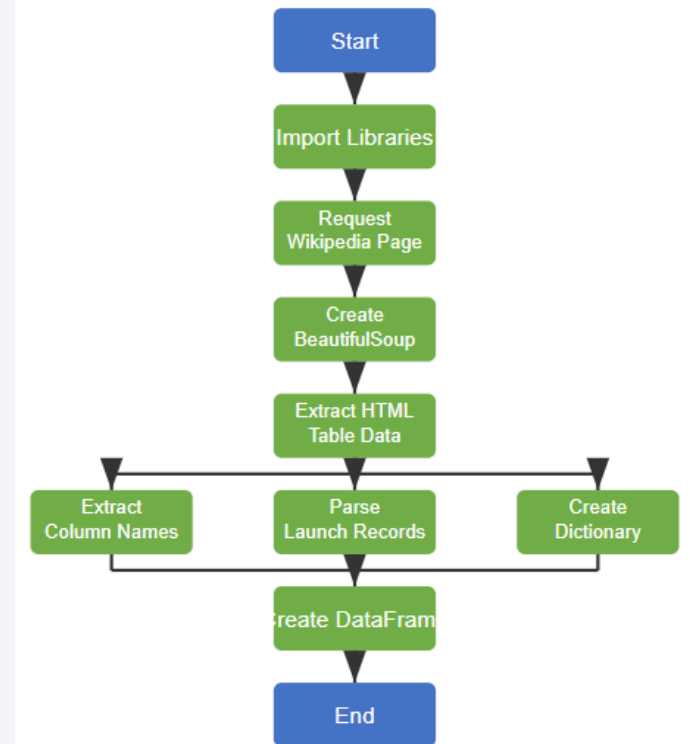 Start
Import Libraries
Request
Wikipedia Page
Create
BeautifulSoup
Extract HTML
Table Data
Extract
Column Names
Parse
Launch Records
Create
Dictionary
reate DataFram
End